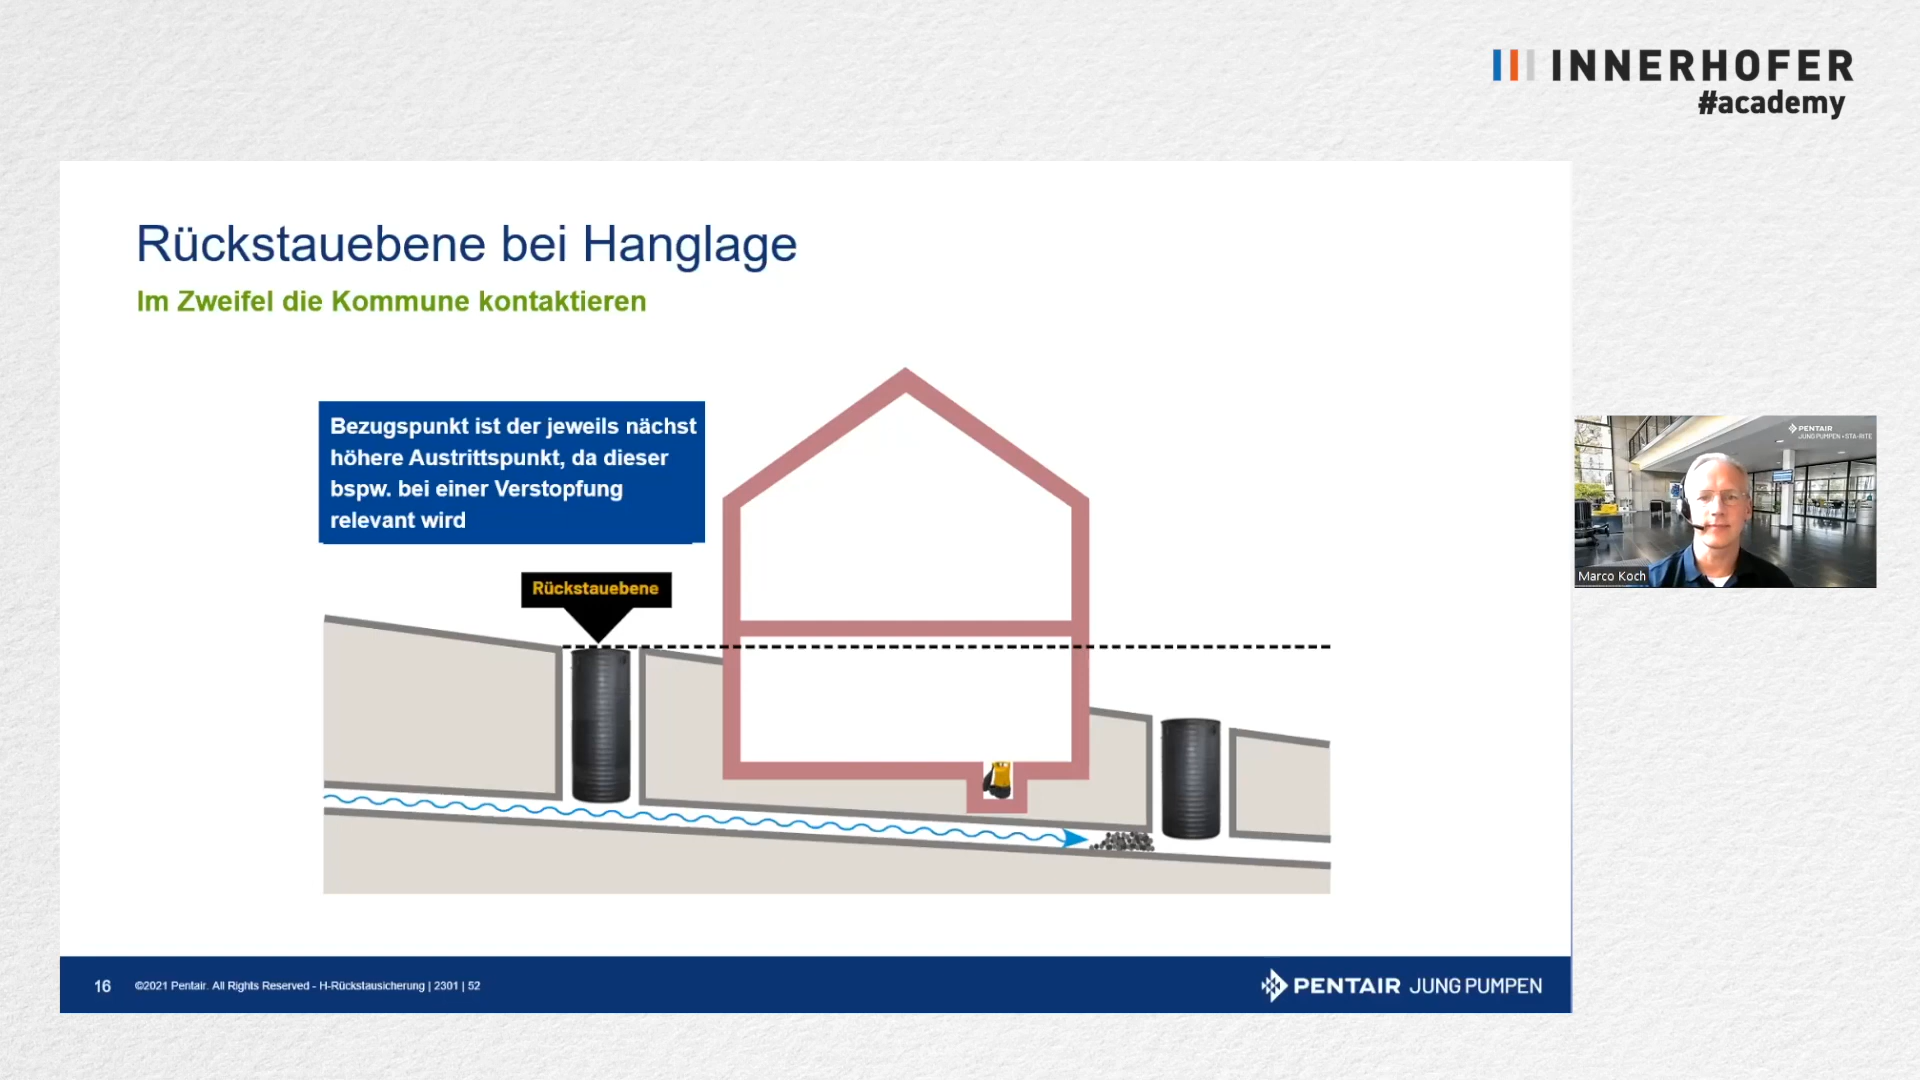 INNERHOFER
#academy
Rückstauebene bei Hanglage
Im Zweifel die Kommune kontaktieren
Bezugspunkt ist der jeweils nächst
höhere Austrittspunkt, da dieser
bspw. bei einer Verstopfung
relevant wird
Rückstauebene
PENTAIR
JUNG PUMPEN • STA-RITE
Marco Koch
16 ©2021 Pentair. All Rights Reserved - H-Rückstausicherung | 2301 | 52
PENTAIR JUNG PUMPEN